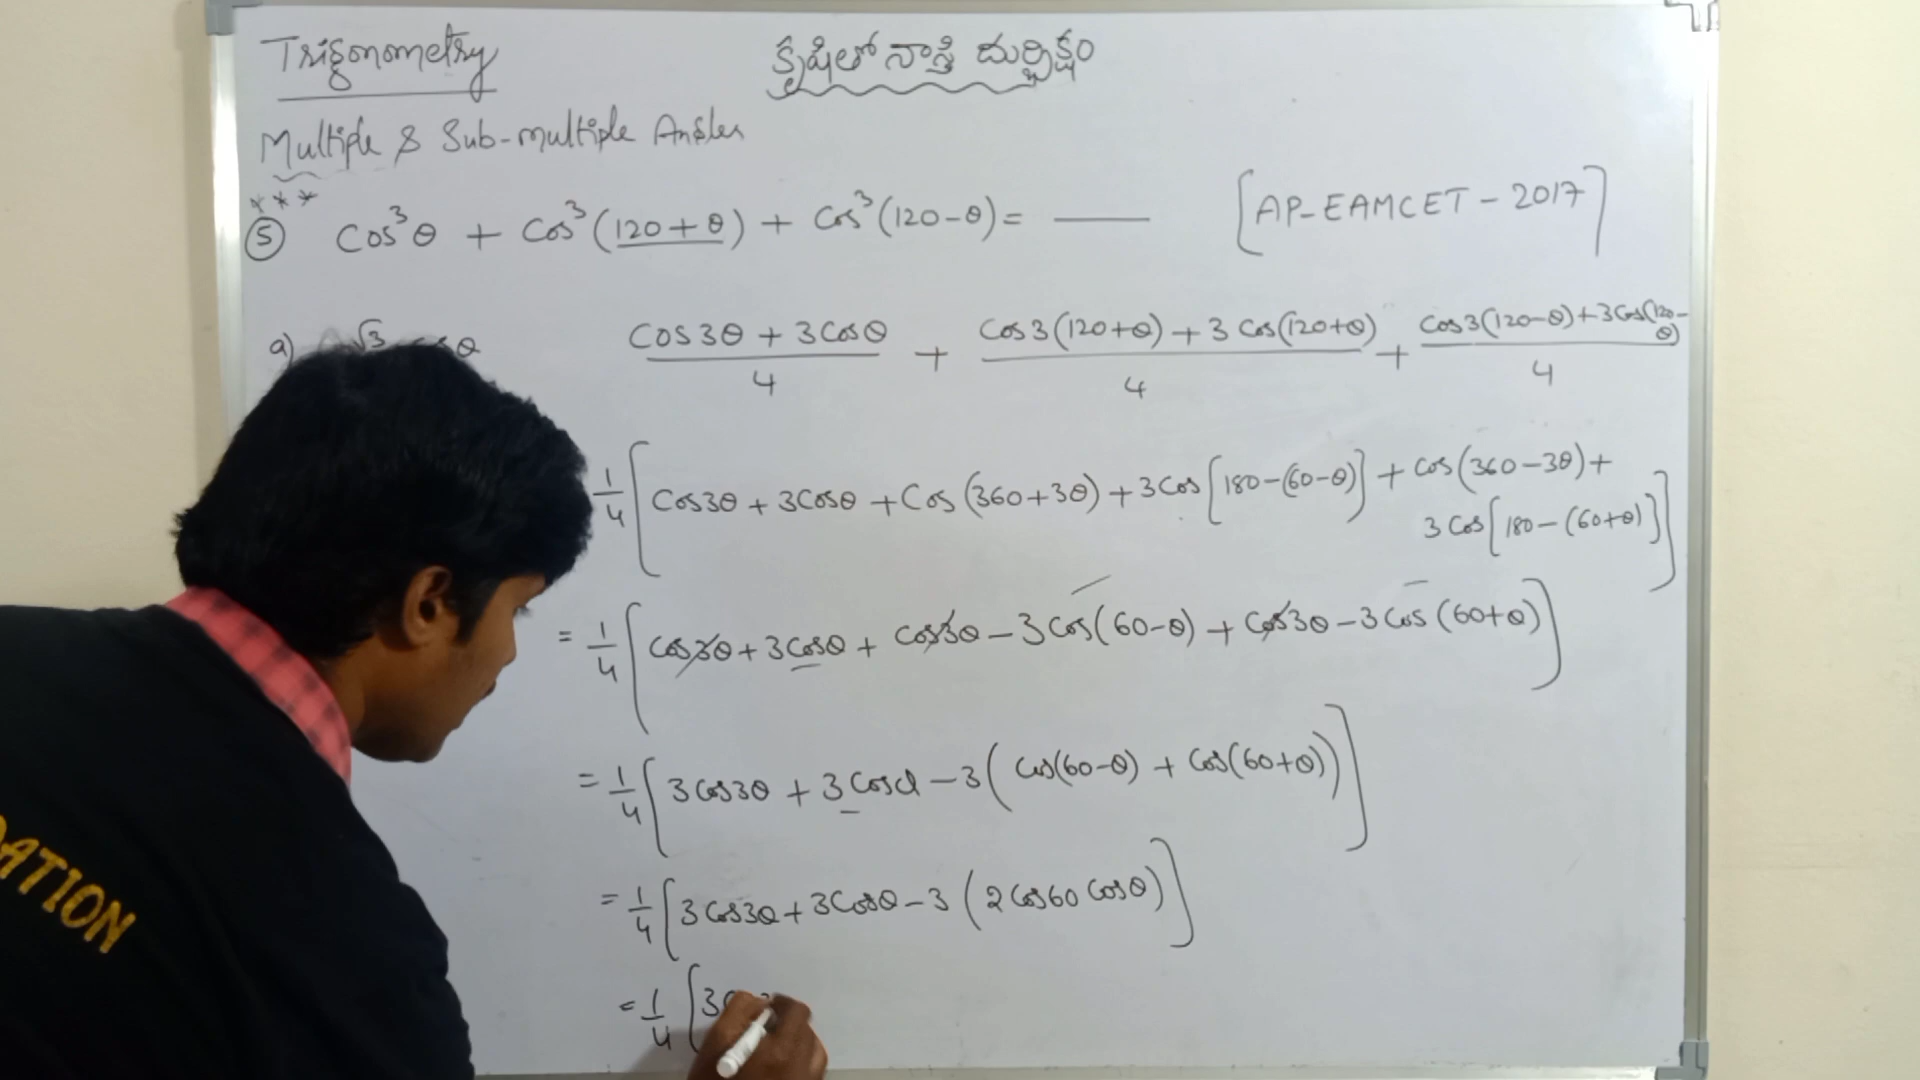 Trigonometry
కృషితో నాస్తి దుర్భిక్షం
Multiple & Sub-multiple Angles
***
⑤ Cos³θ + Cos³(120+θ) + Cos³(120-θ) = ____ [AP-EAMCET-2017]
a) √3 θ
(Cos3θ + 3Cosθ)/4 + (Cos3(120+θ) + 3Cos(120+θ))/4 + (Cos3(120-θ) + 3Cos(120-θ))/4
1/4 [Cos3θ + 3Cosθ + Cos(360+3θ) + 3Cos[180-(60-θ)] + Cos(360-3θ) +
3Cos[180-(60+θ)]]
= 1/4 [Cos3θ + 3Cosθ + Cos3θ - 3Cos(60-θ) + Cos3θ - 3Cos(60+θ)]
= 1/4 [3Cos3θ + 3Cosθ - 3(Cos(60-θ) + Cos(60+θ))]
= 1/4 [3Cos3θ + 3Cosθ - 3(2Cos60 Cosθ)]
= 1/4 [3
DATION